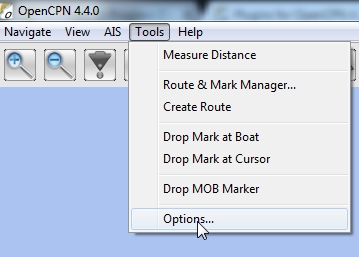 OpenCPN 4.4.0
Navigate View AIS Tools Help
Measure Distance
Route & Mark Manager...
Create Route
Drop Mark at Boat
Drop Mark at Cursor
Drop MOB Marker
Options...